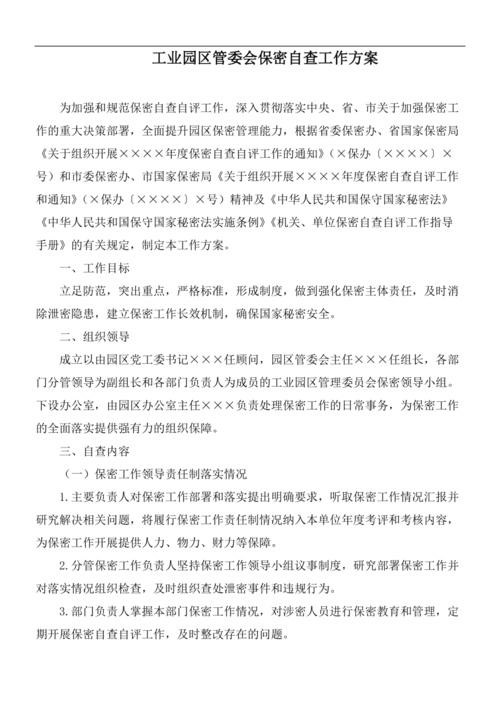 工业园区管委会保密自查工作方案
为加强和规范保密自查自评工作，深入贯彻落实中央、省、市关于加强保密工
作的重大决策部署，全面提升园区保密管理能力，根据省委保密办、省国家保密局
《关于组织开展××××年度保密自查自评工作的通知》（×保办〔××××〕×
号）和市委保密办、市国家保密局《关于组织开展××××年度保密自查自评工作
和通知》（×保办〔××××〕×号）精神及《中华人民共和国保守国家秘密法》
《中华人民共和国保守国家秘密法实施条例》《机关、单位保密自查自评工作指导
手册》的有关规定，制定本工作方案。
一、工作目标
立足防范，突出重点，严格标准，形成制度，做到强化保密主体责任，及时消
除泄密隐患，建立保密工作长效机制，确保国家秘密安全。
二、组织领导
成立以由园区党工委书记×××任顾问，园区管委会主任×××任组长，各部
门分管领导为副组长和各部门负责人为成员的工业园区管理委员会保密领导小组。
下设办公室，由园区办公室主任×××负责处理保密工作的日常事务，为保密工作
的全面落实提供强有力的组织保障。
三、自查内容
（一）保密工作领导责任制落实情况
1.主要负责人对保密工作部署和落实提出明确要求，听取保密工作情况汇报并
研究解决相关问题，将履行保密工作责任制情况纳入本单位年度考评和考核内容，
为保密工作开展提供人力、物力、财力等保障。
2.分管保密工作负责人坚持保密工作领导小组议事制度，研究部署保密工作并
对落实情况组织检查，及时组织查处泄密事件和违规行为。
3.部门负责人掌握本部门保密工作情况，对涉密人员进行保密教育和管理，定
期开展保密自查自评工作，及时整改存在的问题。